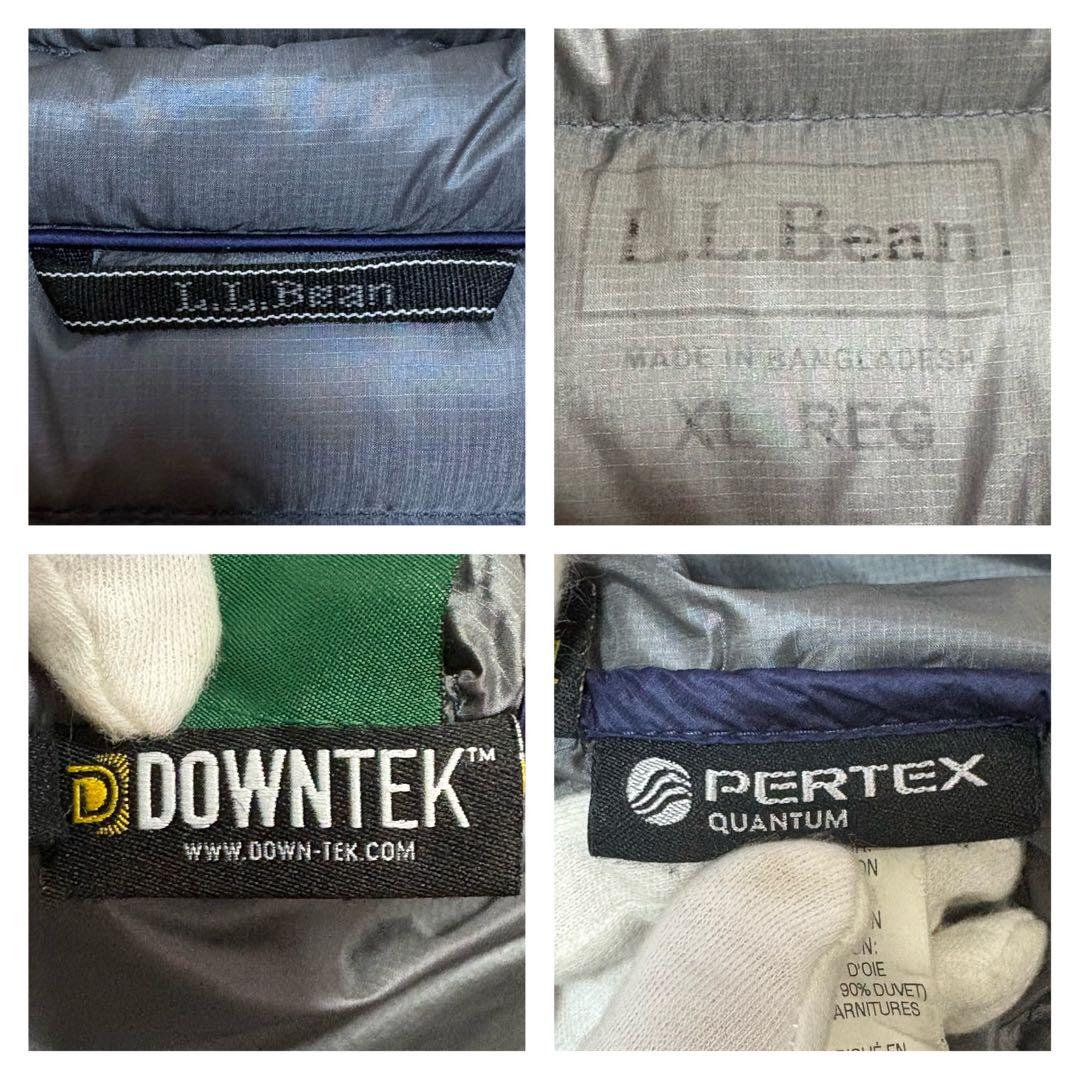 L.L.Bean
L.L.Bean
MADE IN BANGLADESH
XL REG
D DOWNTEK™
WWW.DOWN-TEK.COM
PERTEX
QUANTUM
D'OIE
90% DUVET)